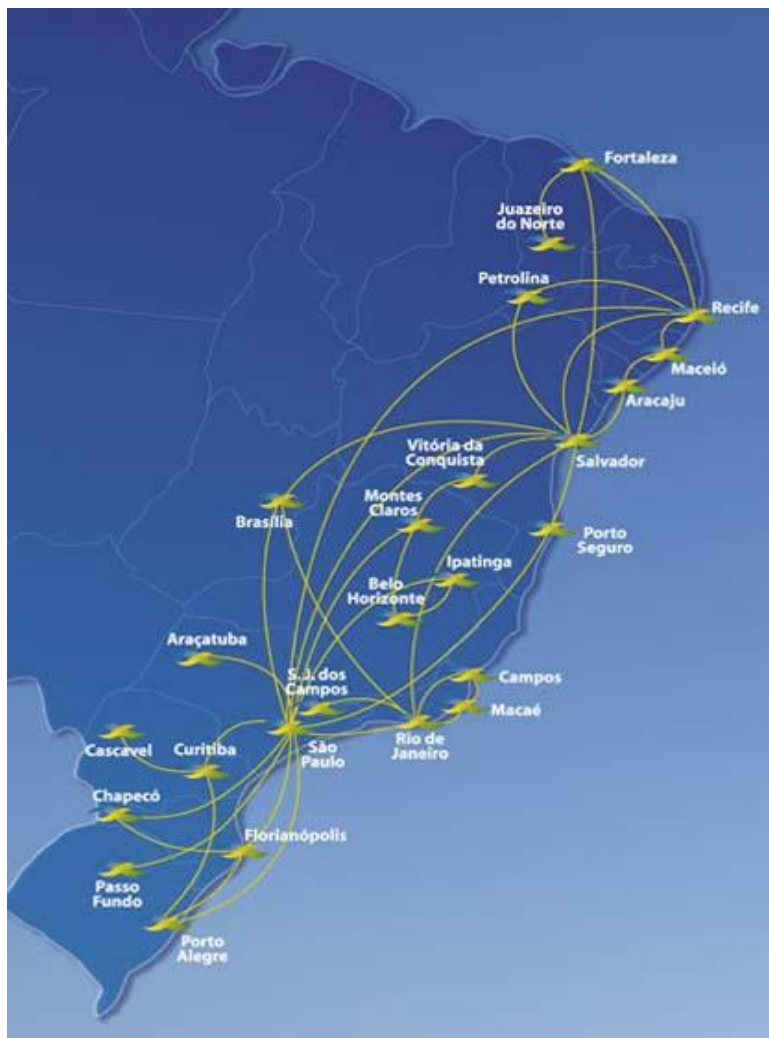 Fortaleza
Juazeiro
do Norte
Petrolina
Recife
Maceió
Aracaju
Vitória da
Conquista
Salvador
Montes
Claros
Brasília
Porto
Seguro
Ipatinga
Belo
Horizonte
Araçatuba
S.J. dos
Campos
Campos
Macaé
Cascavel
Curitiba
São
Paulo
Rio de
Janeiro
Chapecó
Florianópolis
Passo
Fundo
Porto
Alegre